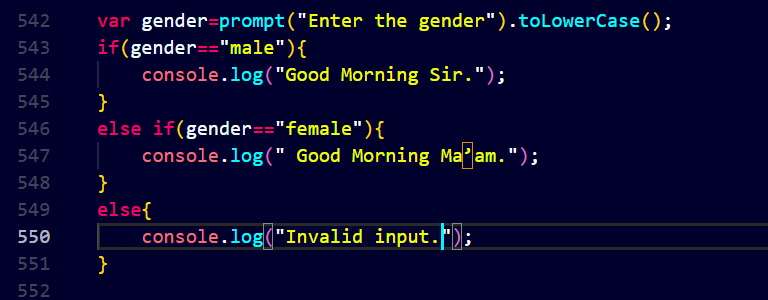 542 var gender=prompt("Enter the gender").toLowerCase();
543 if(gender=="male"){
544 console.log("Good Morning Sir.");
545 }
546 else if(gender=="female"){
547 console.log(" Good Morning Ma’am.");
548 }
549 else{
550 console.log("Invalid input.");
551 }
552